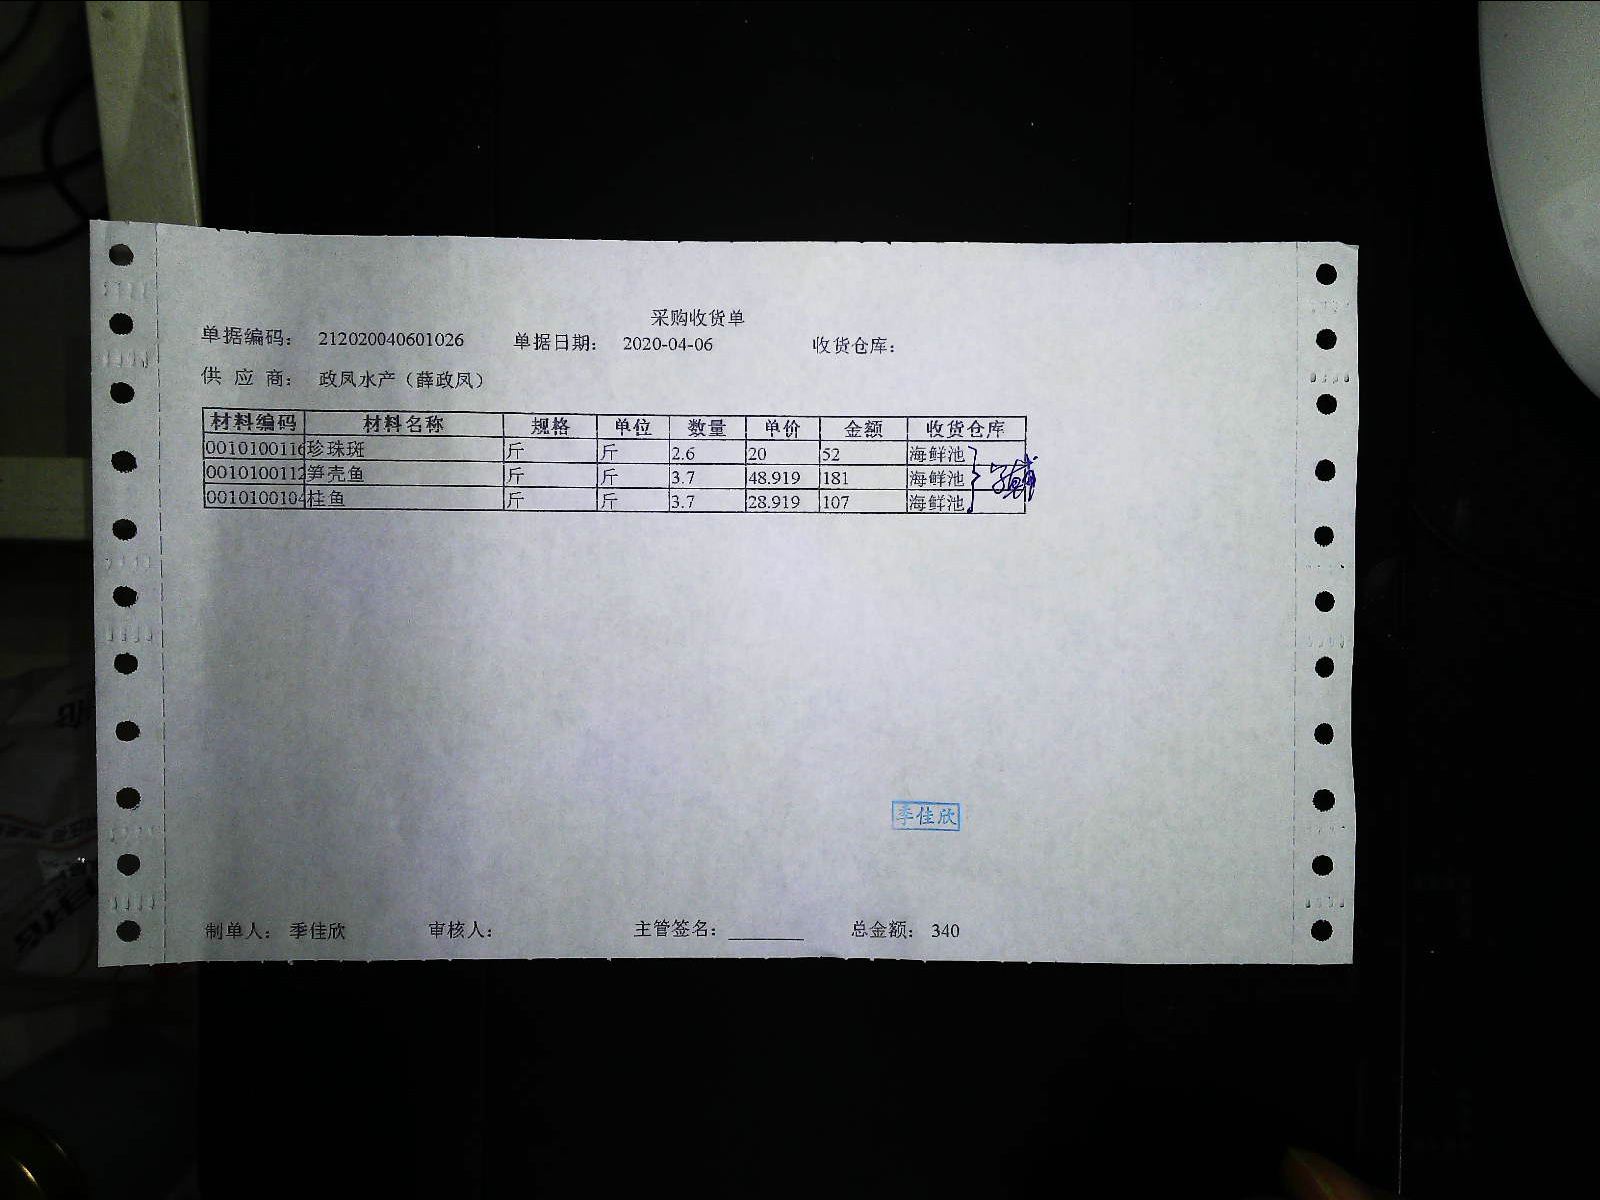 采购收货单
单据编码： 212020040601026 单据日期： 2020-04-06 收货仓库：
供 应 商： 政凤水产（薛政凤）
材料编码 材料名称 规格 单位 数量 单价 金额 收货仓库
0010100116 珍珠斑 斤 斤 2.6 20 52 海鲜池
0010100112 笋壳鱼 斤 斤 3.7 48.919 181 海鲜池
0010100104 桂鱼 斤 斤 3.7 28.919 107 海鲜池
季佳欣
制单人： 季佳欣 审核人： 主管签名： ________ 总金额： 340